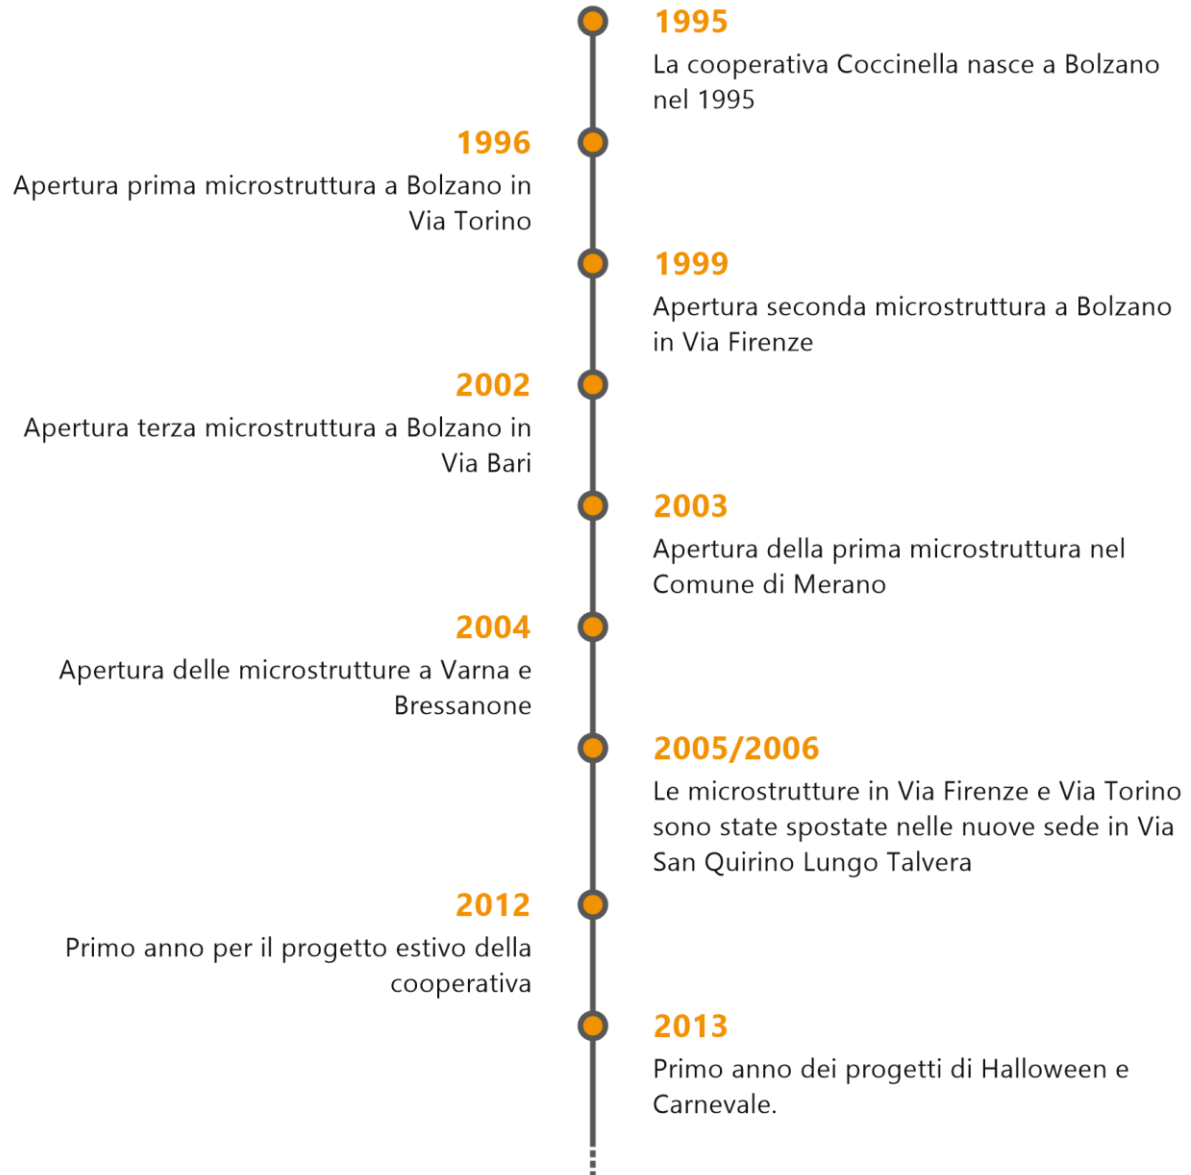 1995
La cooperativa Coccinella nasce a Bolzano
nel 1995
1996
Apertura prima microstruttura a Bolzano in
Via Torino
1999
Apertura seconda microstruttura a Bolzano
in Via Firenze
2002
Apertura terza microstruttura a Bolzano in
Via Bari
2003
Apertura della prima microstruttura nel
Comune di Merano
2004
Apertura delle microstrutture a Varna e
Bressanone
2005/2006
Le microstrutture in Via Firenze e Via Torino
sono state spostate nelle nuove sede in Via
San Quirino Lungo Talvera
2012
Primo anno per il progetto estivo della
cooperativa
2013
Primo anno dei progetti di Halloween e
Carnevale.